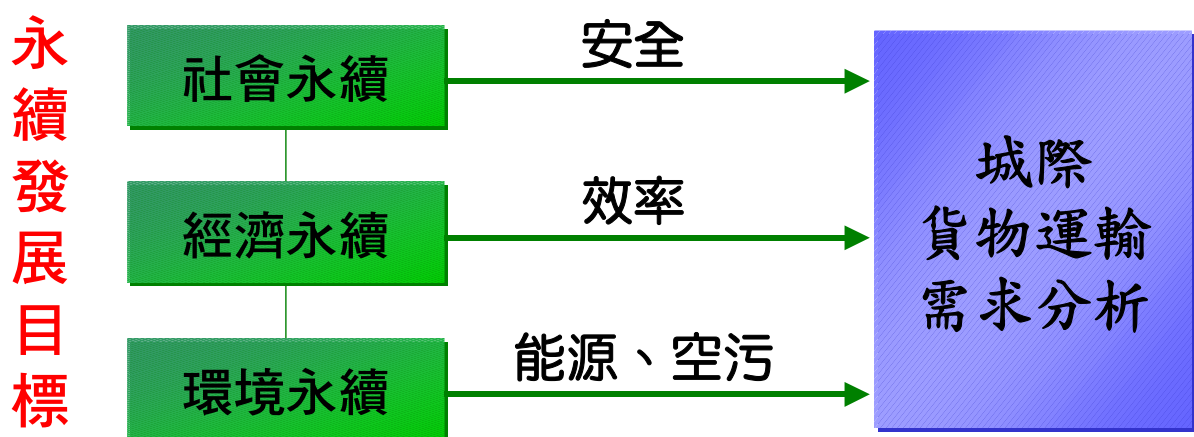 永續發展目標
社會永續
安全
經濟永續
效率
環境永續
能源、空污
城際
貨物運輸
需求分析